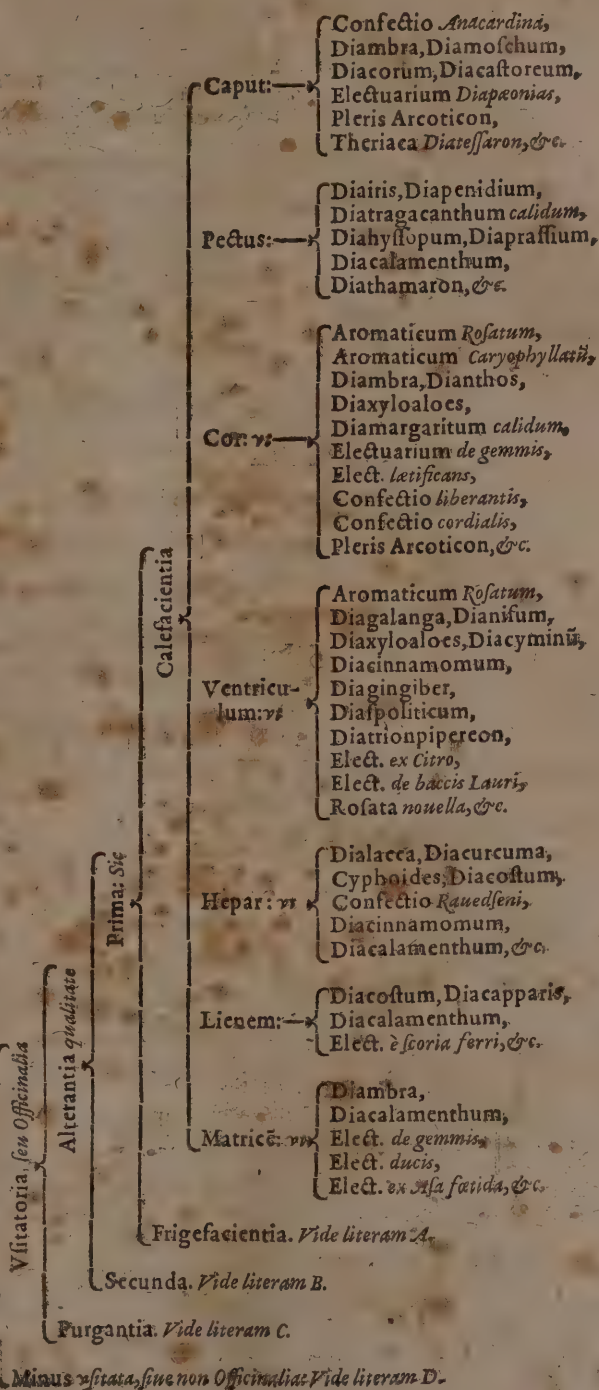 Vſitatoria, ſeu Officinalia
Alterantia qualitate
Prima: Sic
Calefacientia
Caput:
Confectio Anacardina,
Diambra, Diamoſchum,
Diacorum, Diacaſtoreum,
Electuarium Diapæonias,
Pleris Arcoticon,
Theriaca Diateſſaron, &c.
Pectus:
Diairis, Diapenidium,
Diatragacanthum calidum,
Diahyſſopum, Diapraſſium,
Diacalamenthum,
Diathamaron, &c.
Cor: vt
Aromaticum Roſatum,
Aromaticum Caryophyllatū,
Diambra, Dianthos,
Diaxyloaloes,
Diamargaritum calidum,
Electuarium de gemmis,
Elect. lætificans,
Confectio liberantis,
Confectio cordialis,
Pleris Arcoticon, &c.
Ventricu-
lum: vt
Aromaticum Roſatum,
Diagalanga, Dianiſum,
Diaxyloaloes, Diacyminū,
Diacinnamomum,
Diagingiber,
Diaſpoliticum,
Diatrionpipereon,
Elect. ex Citro,
Elect. de baccis Lauri,
Roſata nouella, &c.
Hepar: vt
Dialacca, Diacurcuma,
Cyphoides, Diacoſtum,
Confectio Rauedſeni,
Diacinnamomum,
Diacalamenthum, &c.
Lienem:
Diacoſtum, Diacapparis,
Diacalamenthum,
Elect. è ſcoria ferri, &c.
Matricē: vt
Diambra,
Diacalamenthum,
Elect. de gemmis,
Elect. ducis,
Elect. ex Aſa fœtida, &c.
Frigefacientia. Vide literam A.
Secunda. Vide literam B.
Purgantia. Vide literam C.
Minus vſitata, ſiue non Officinalia: Vide literam D.